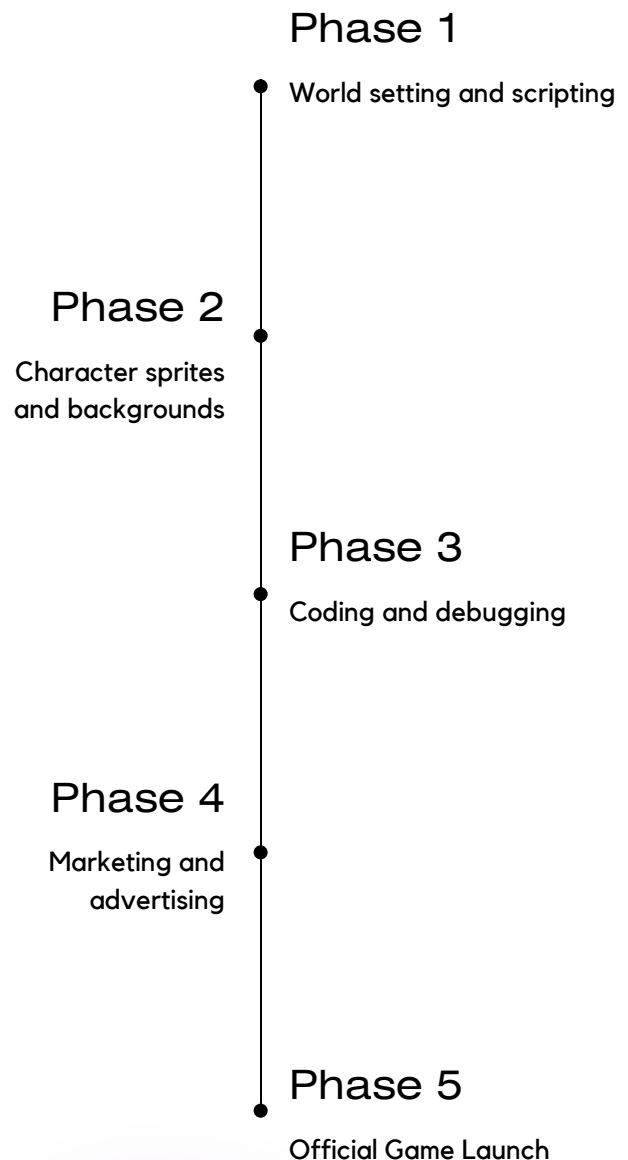 Phase 1
World setting and scripting
Phase 2
Character sprites
and backgrounds
Phase 3
Coding and debugging
Phase 4
Marketing and
advertising
Phase 5
Official Game Launch